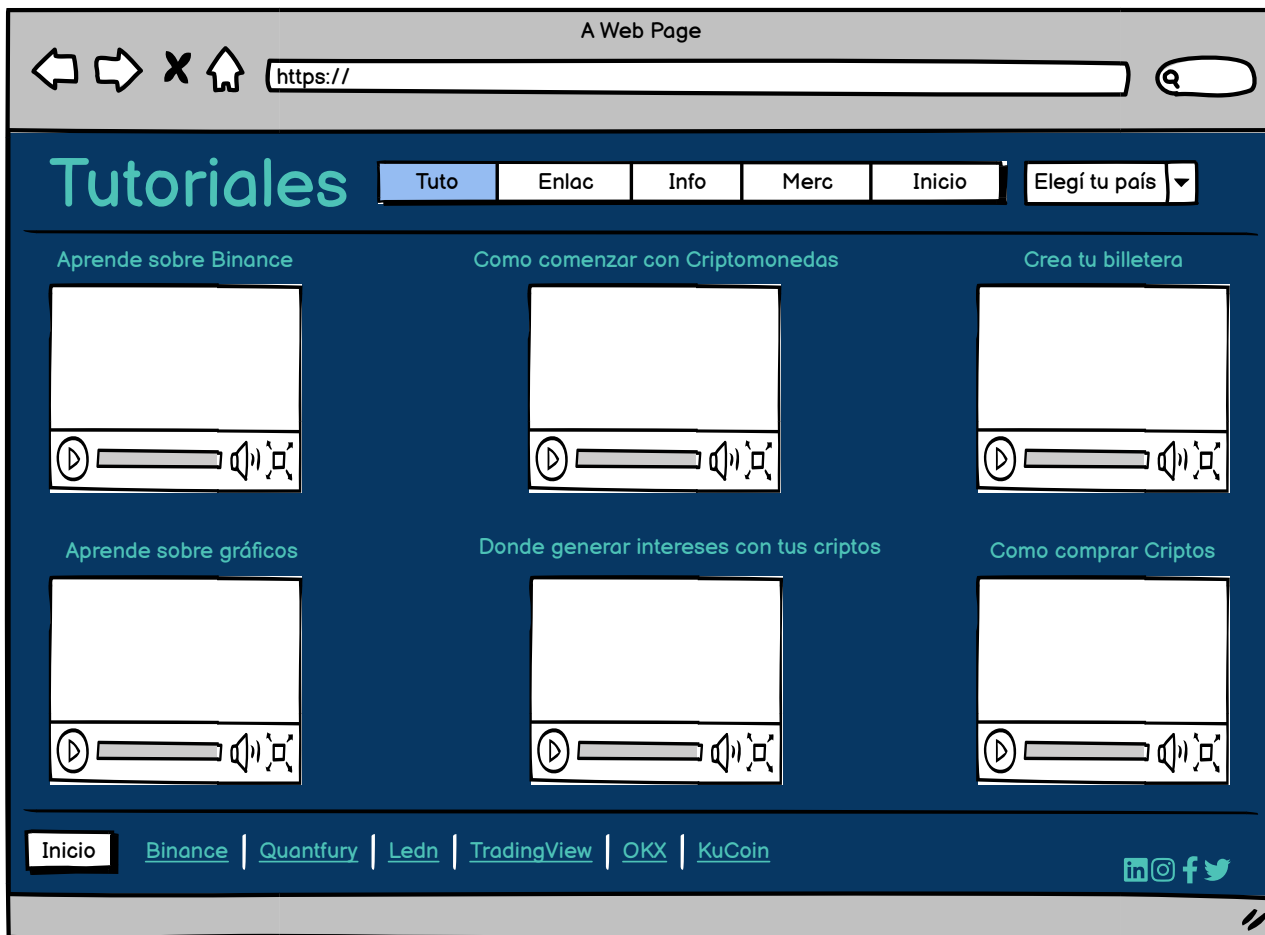 A Web Page
https://
Tutoriales
Tuto Enlac Info Merc Inicio Elegí tu país
Aprende sobre Binance Como comenzar con Criptomonedas Crea tu billetera
Aprende sobre gráficos Donde generar intereses con tus criptos Como comprar Criptos
Inicio Binance Quantfury Ledn TradingView OKX KuCoin
in